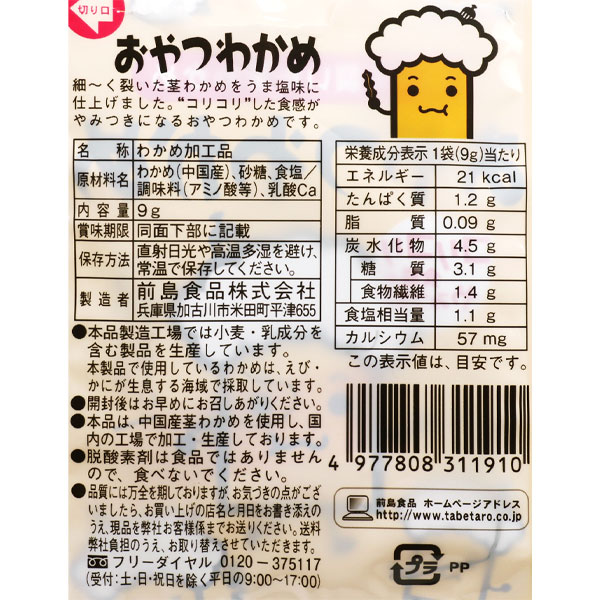 切り口
おやつわかめ
細〜く裂いた茎わかめをうま塩味に
仕上げました。“コリコリ”した食感が
やみつきになるおやつわかめです。
名称 わかめ加工品
原材料名 わかめ(中国産)、砂糖、食塩/
調味料(アミノ酸等)、乳酸Ca
内容量 9g
賞味期限 同面下部に記載
保存方法 直射日光や高温多湿を避け、
常温で保存してください。
製造者 前島食品株式会社
兵庫県加古川市米田町平津655
栄養成分表示 1袋(9g)当たり
エネルギー 21 kcal
たんぱく質 1.2 g
脂質 0.09 g
炭水化物 4.5 g
糖質 3.1 g
食物繊維 1.4 g
食塩相当量 1.1 g
カルシウム 57 mg
この表示値は、目安です。
●本品製造工場では小麦・乳成分を
含む製品を生産しています。
本製品で使用しているわかめは、えび・
かにが生息する海域で採取しています。
●開封後はお早めにお召しあがりください。
●本品は、中国産茎わかめを使用し、国
内の工場で加工・生産しております。
●脱酸素剤は食品ではありません
ので、食べないでください。
●品質には万全を期しておりますが、お気づきの点がござ
いましたら、お買い上げの店名と月日をお書き添えの
うえ、現品を弊社お客様係までお送りください。送料
弊社負担のうえ、お取り替えさせていただきます。
フリーダイヤル 0120-375117
(受付:土・日・祝日を除く平日の9:00〜17:00)
4 977808 311910
前島食品 ホームページアドレス
http://www.tabetaro.co.jp
プラ PP